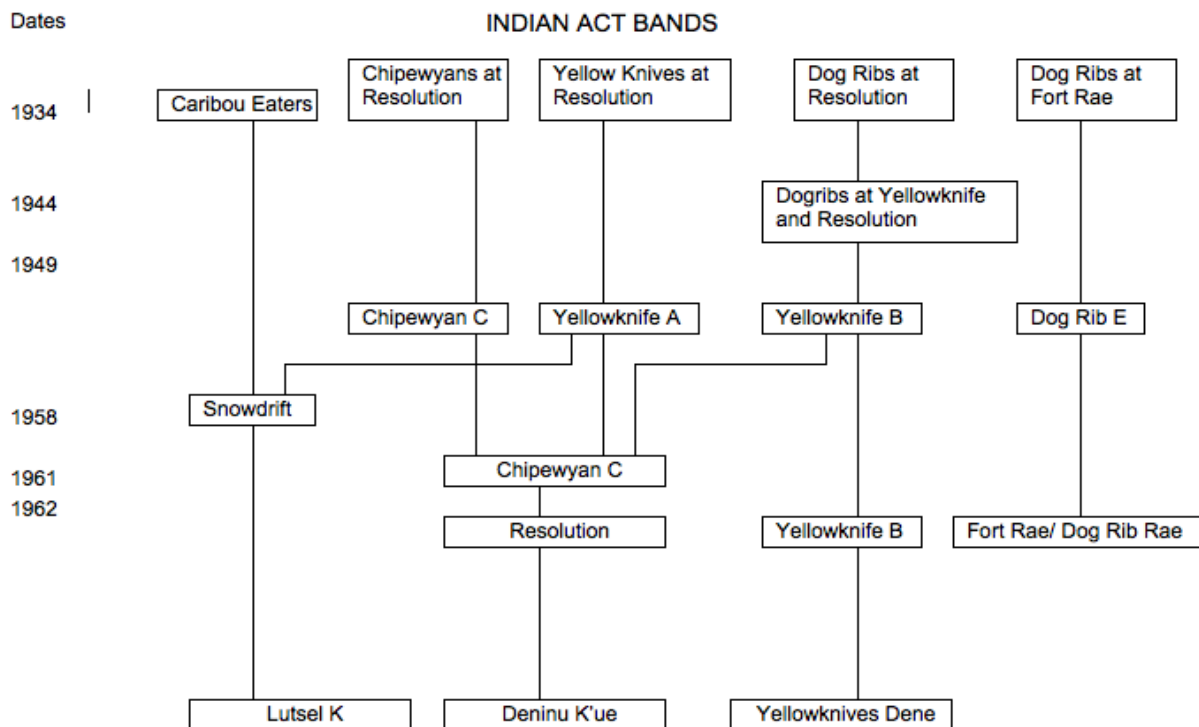 Dates
INDIAN ACT BANDS
1934
Caribou Eaters
Chipewyans at
Resolution
Yellow Knives at
Resolution
Dog Ribs at
Resolution
Dog Ribs at
Fort Rae
1944
Dogribs at Yellowknife
and Resolution
1949
Chipewyan C
Yellowknife A
Yellowknife B
Dog Rib E
1958
Snowdrift
1961
Chipewyan C
1962
Resolution
Yellowknife B
Fort Rae/ Dog Rib Rae
Lutsel K
Deninu K'ue
Yellowknives Dene